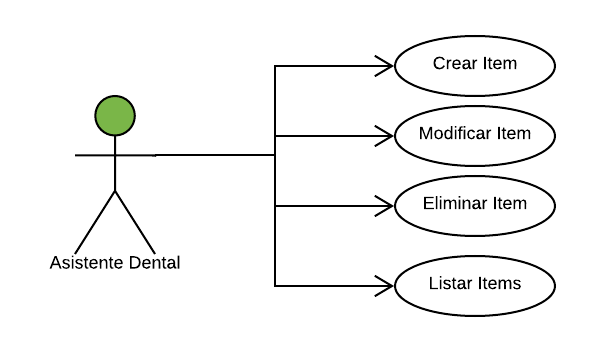 Crear Item
Modificar Item
Eliminar Item
Listar Items
Asistente Dental